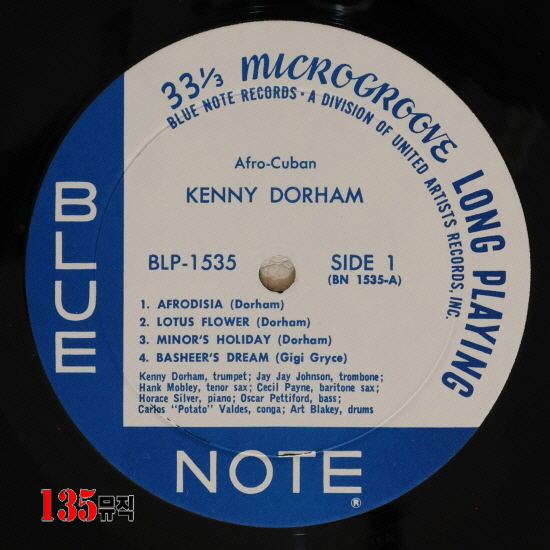 33⅓ MICROGROOVE LONG PLAYING
BLUE NOTE RECORDS · A DIVISION OF UNITED ARTISTS RECORDS, INC.
Afro-Cuban
KENNY DORHAM
BLP-1535
SIDE 1
(BN 1535-A)
1. AFRODISIA (Dorham)
2. LOTUS FLOWER (Dorham)
3. MINOR'S HOLIDAY (Dorham)
4. BASHEER'S DREAM (Gigi Gryce)
Kenny Dorham, trumpet; Jay Jay Johnson, trombone;
Hank Mobley, tenor sax; Cecil Payne, baritone sax;
Horace Silver, piano; Oscar Pettiford, bass;
Carlos "Potato" Valdes, conga; Art Blakey, drums
BLUE
NOTE®
135뮤직